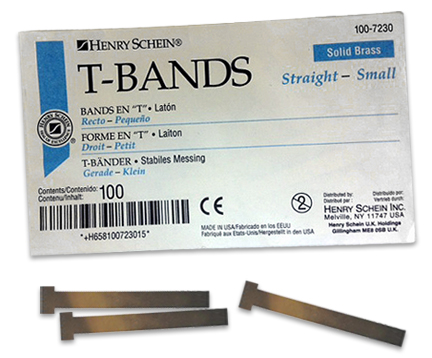 100-7230
HENRY SCHEIN®
Solid Brass
T-BANDS
Straight – Small
BANDS EN "T" • Latón
Recto – Pequeño
FORME EN "T" • Laiton
Droit – Petit
T-BÄNDER • Stabiles Messing
Gerade – Klein
Contents/Contenido:
Contenu/Inhalt: 100
*+H658100723015*
CE
MADE IN USA/Fabricado en los EEUU
Fabriqué aux Etats-Unis/Hergestellt in den USA
2
Distributed by: Distribuido por:
Distribué par: Vertrieb durch:
HENRY SCHEIN INC.
Melville, NY 11747 USA
Henry Schein U.K. Holdings
Gillingham ME8 0SB U.K.